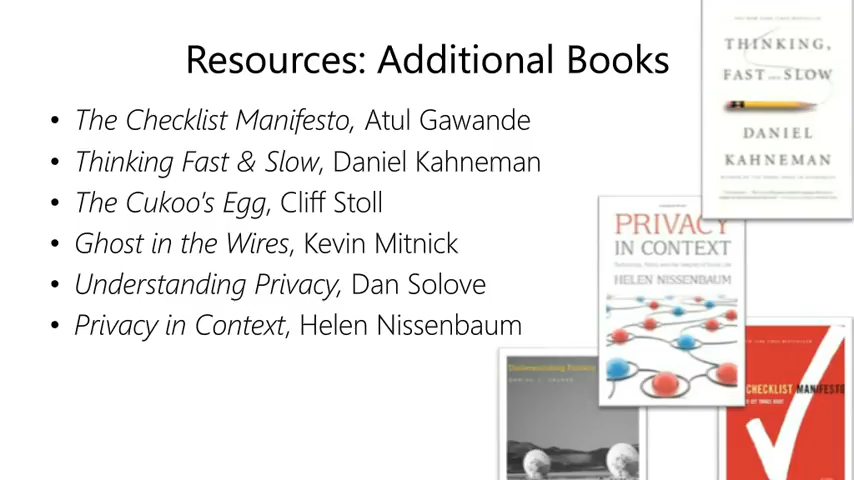 Resources: Additional Books
• The Checklist Manifesto, Atul Gawande
• Thinking Fast & Slow, Daniel Kahneman
• The Cukoo's Egg, Cliff Stoll
• Ghost in the Wires, Kevin Mitnick
• Understanding Privacy, Dan Solove
• Privacy in Context, Helen Nissenbaum
THINKING,
FAST AND SLOW
DANIEL
KAHNEMAN
PRIVACY
IN CONTEXT
HELEN NISSENBAUM
Understanding Privacy
CHECKLIST MANIFESTO